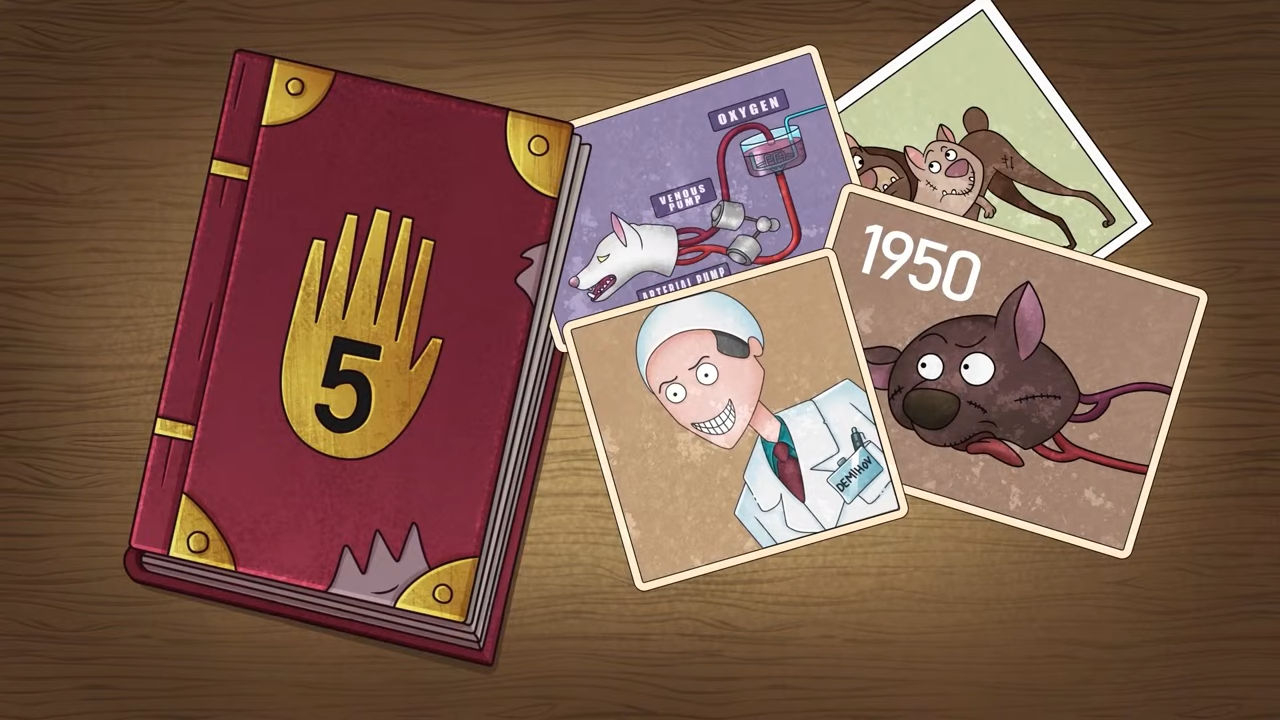 5
OXYGEN
VENOUS
PUMP
ARTERIAL PUMP
1950
DEMIHOV